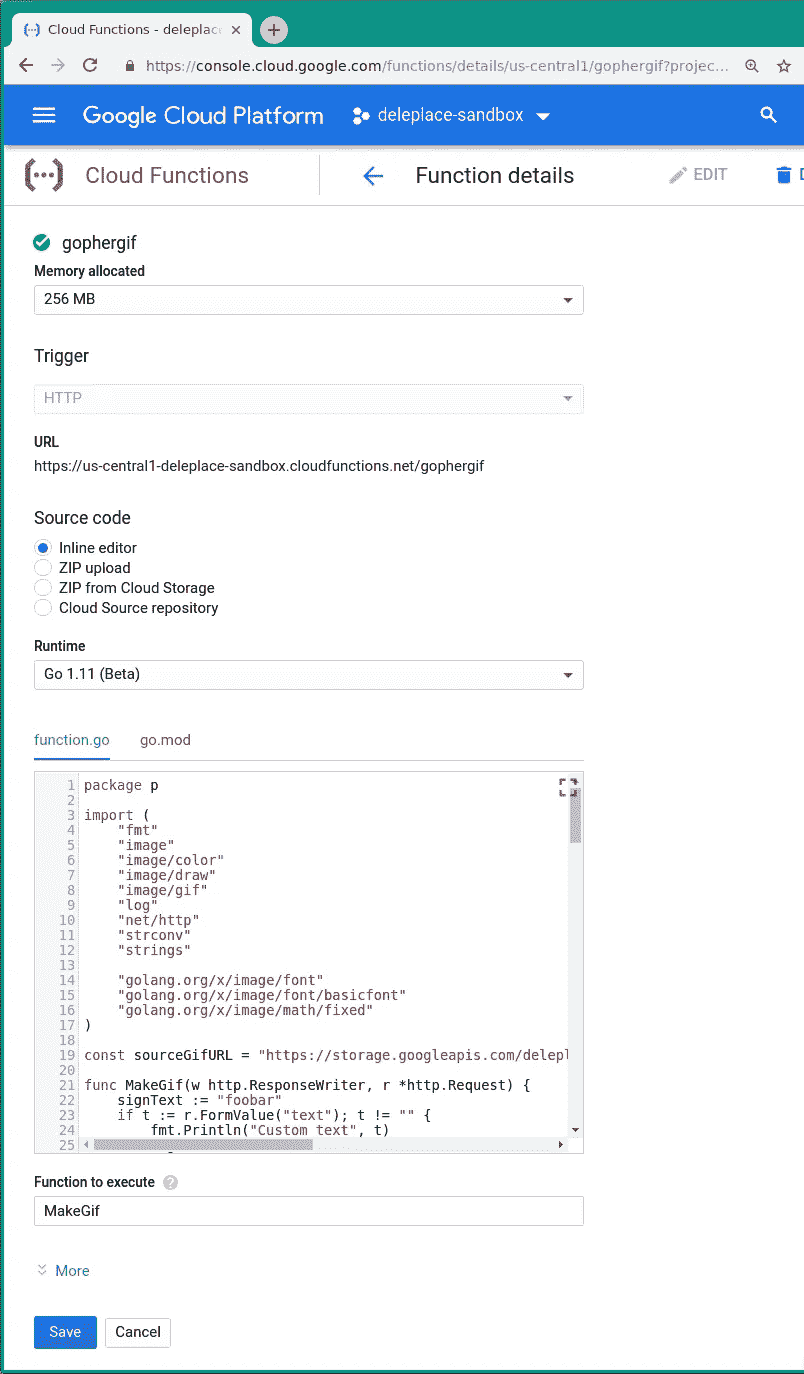 Cloud Functions - deleplac
https://console.cloud.google.com/functions/details/us-central1/gophergif?projec...
Google Cloud Platform deleplace-sandbox
Cloud Functions Function details EDIT D
gophergif
Memory allocated
256 MB
Trigger
HTTP
URL
https://us-central1-deleplace-sandbox.cloudfunctions.net/gophergif
Source code
Inline editor
ZIP upload
ZIP from Cloud Storage
Cloud Source repository
Runtime
Go 1.11 (Beta)
function.go go.mod
1 package p
2
3 import (
4     "fmt"
5     "image"
6     "image/color"
7     "image/draw"
8     "image/gif"
9     "log"
10     "net/http"
11     "strconv"
12     "strings"
13
14     "golang.org/x/image/font"
15     "golang.org/x/image/font/basicfont"
16     "golang.org/x/image/math/fixed"
17 )
18
19 const sourceGifURL = "https://storage.googleapis.com/delepl
20
21 func MakeGif(w http.ResponseWriter, r *http.Request) {
22     signText := "foobar"
23     if t := r.FormValue("text"); t != "" {
24         fmt.Println("Custom text", t)
25
Function to execute ?
MakeGif
More
Save Cancel